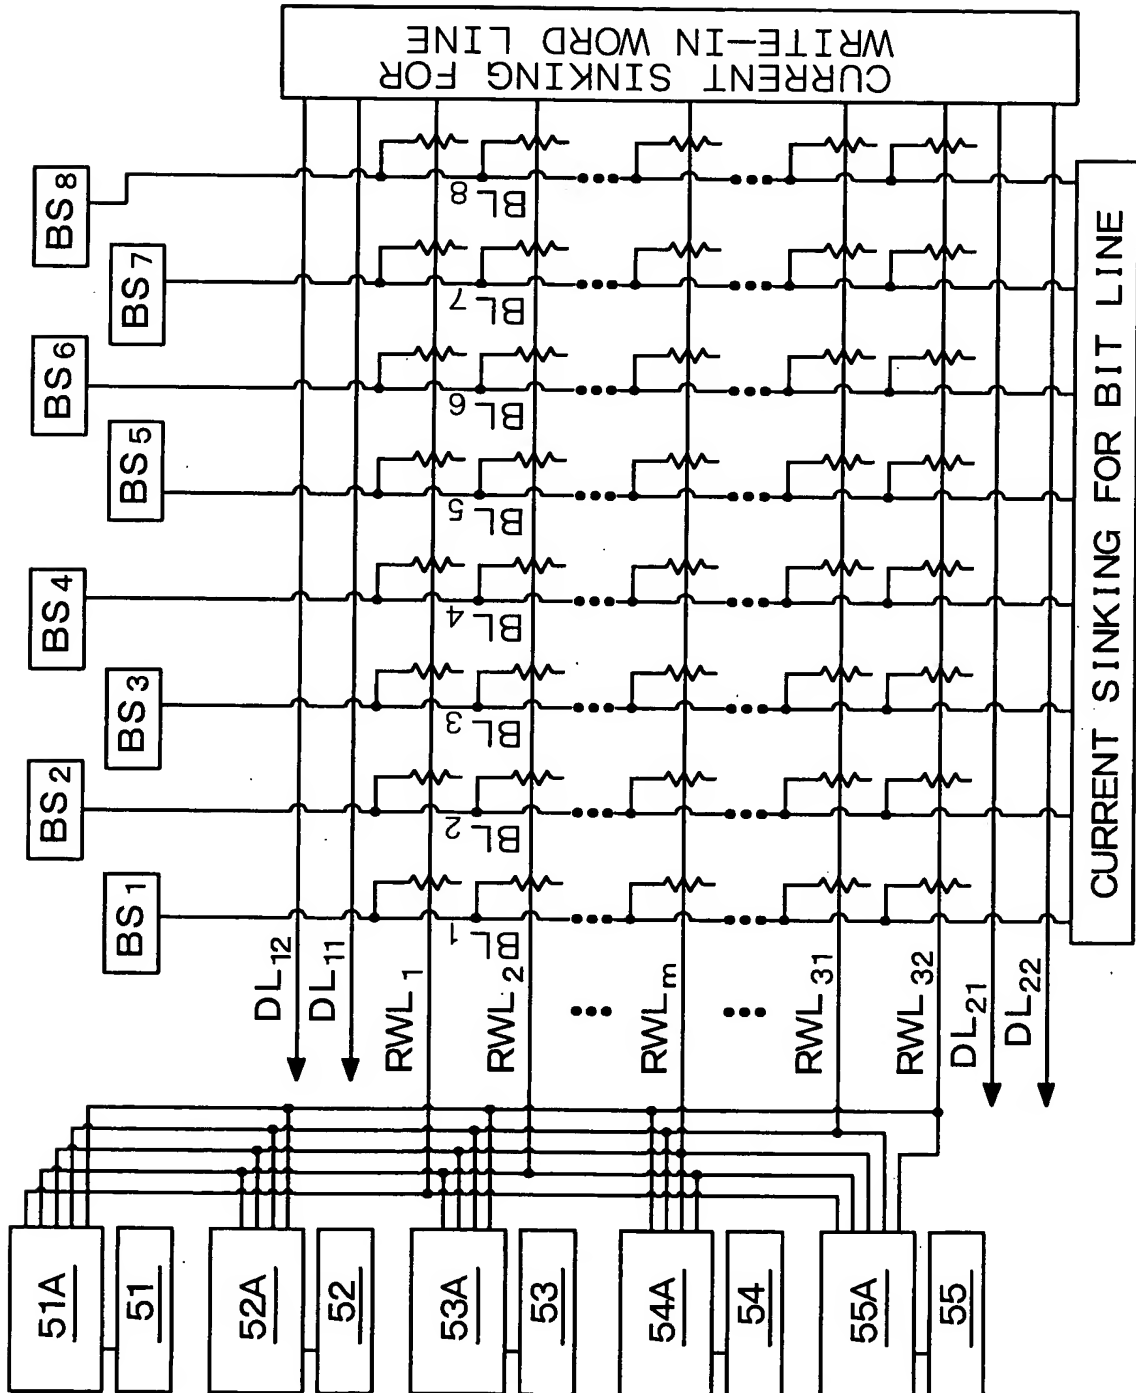 CURRENT SINKING FOR
WRITE-IN WORD LINE
BS8
BS7
BS6
BS5
BS4
BS3
BS2
BS1
BL8
BL7
BL6
BL5
BL4
BL3
BL2
BL1
DL12
DL11
RWL1
RWL2
RWLm
RWL31
RWL32
DL21
DL22
CURRENT SINKING FOR BIT LINE
51A
51
52A
52
53A
53
54A
54
55A
55